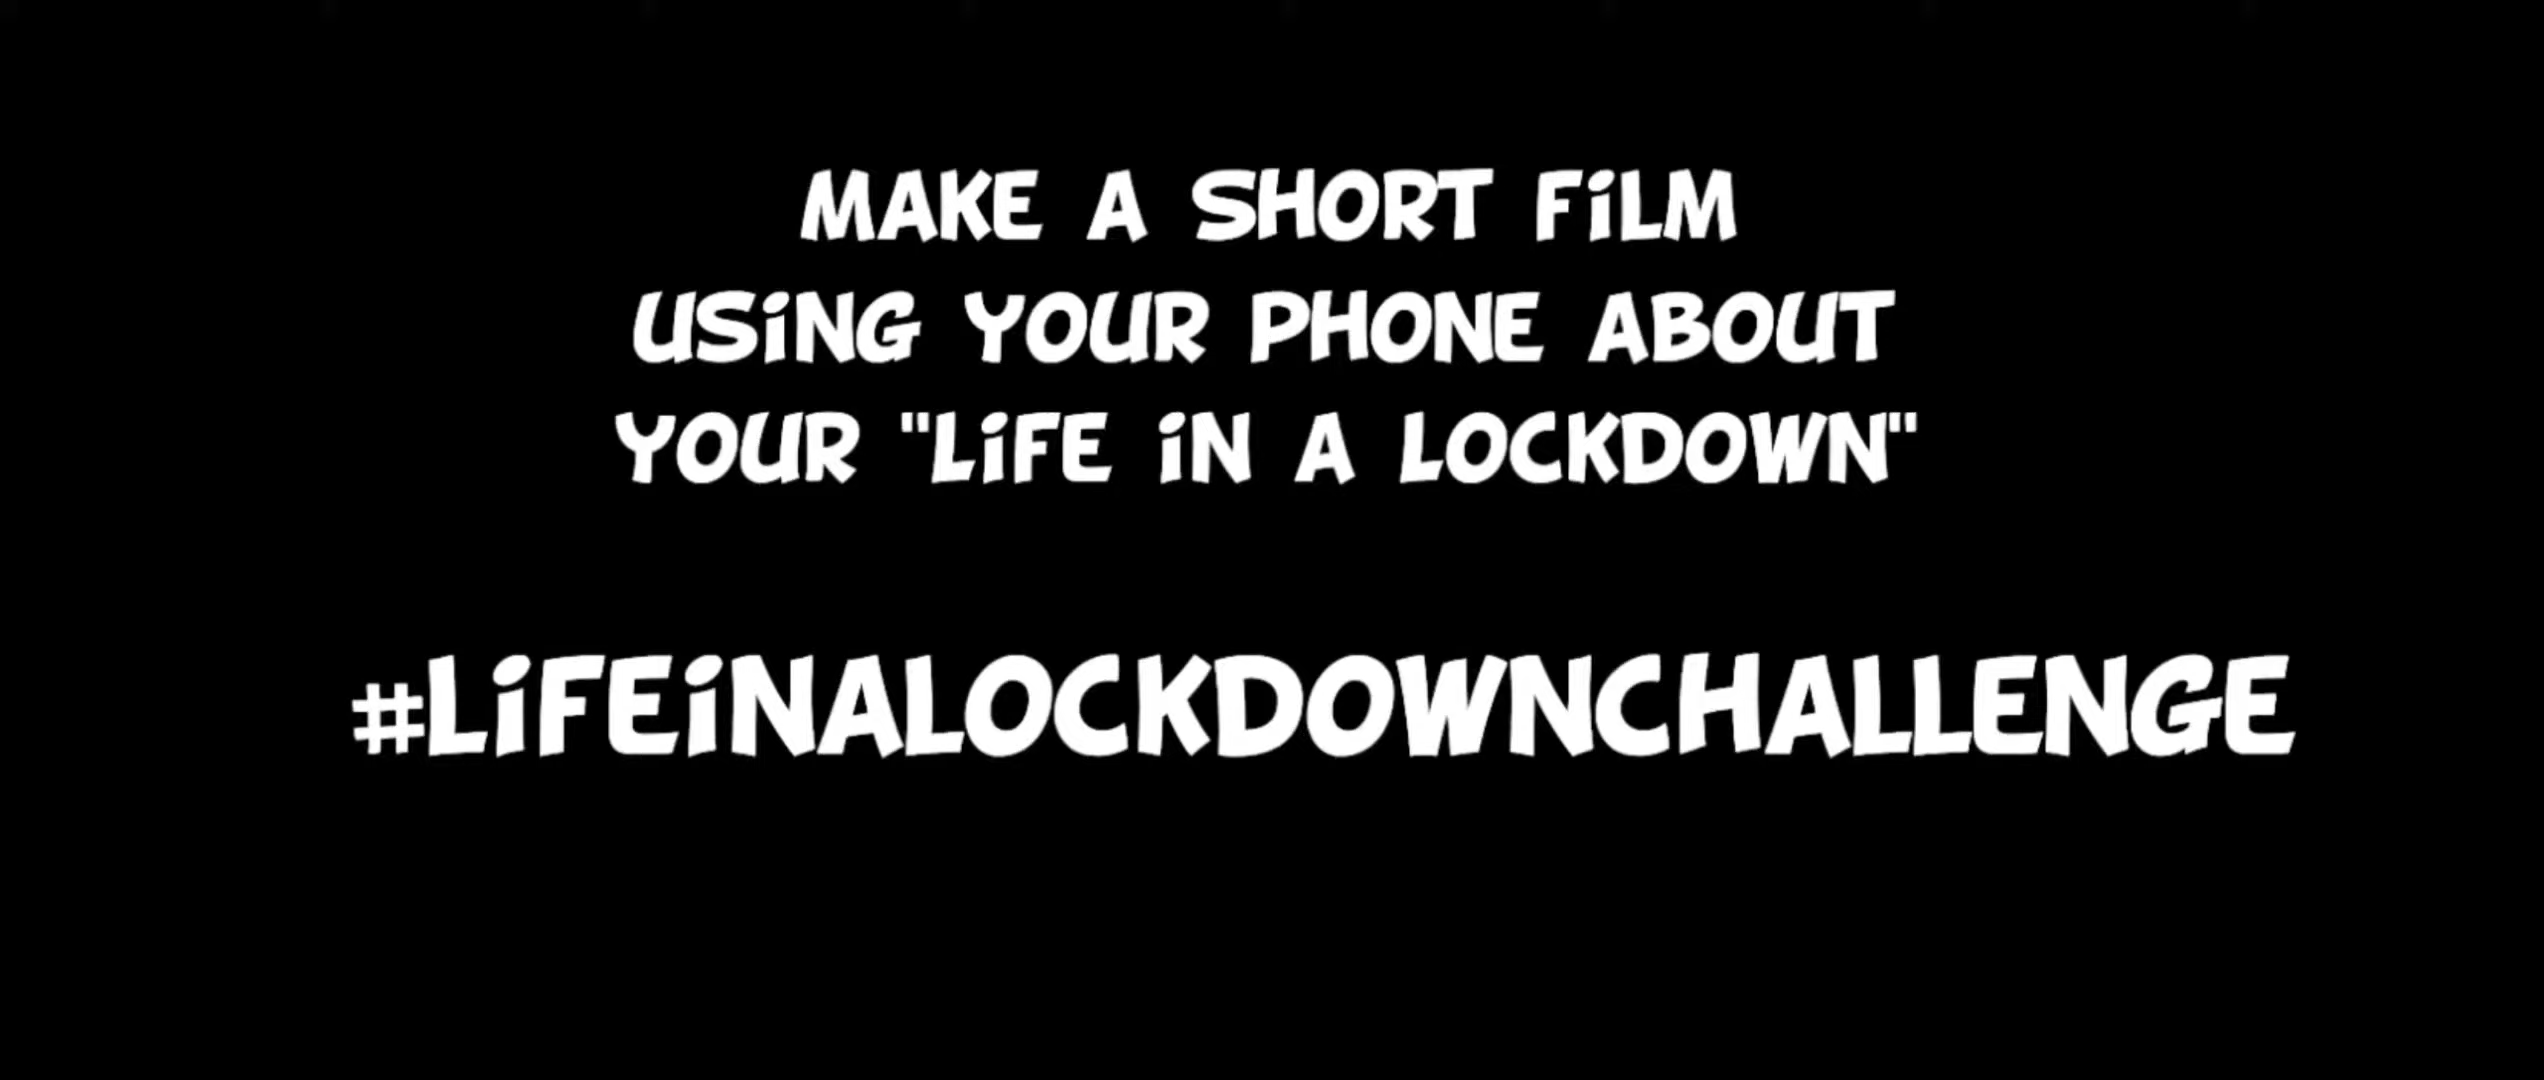 MAKE A SHORT FiLM
USiNG YOUR PHONE ABOUT
YOUR "LiFE iN A LOCKDOWN"
#LiFEiNALOCKDOWNCHALLENGE